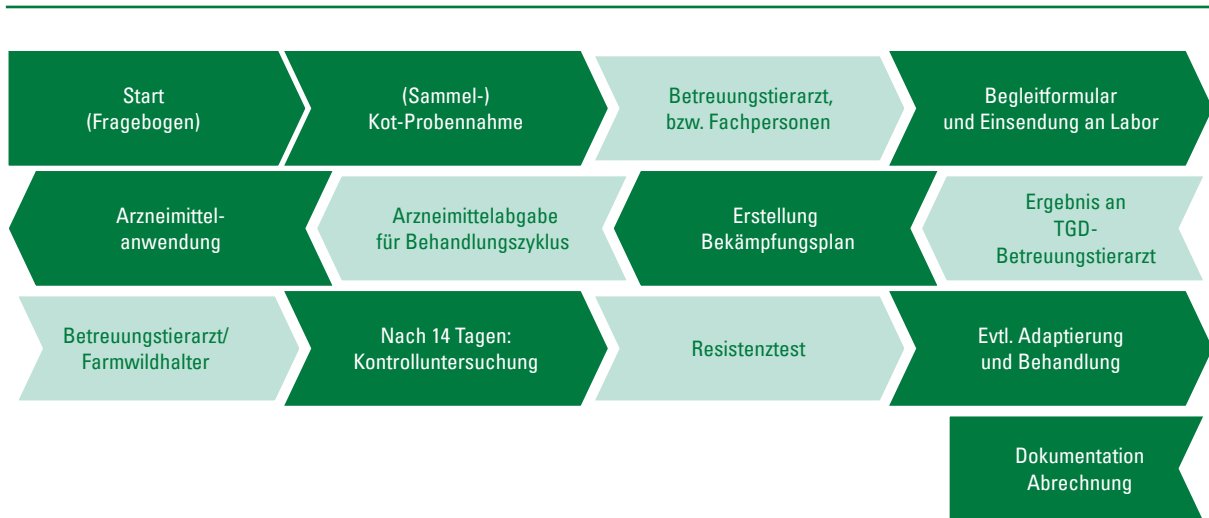 Start
(Fragebogen)
(Sammel-)
Kot-Probennahme
Betreuungstierarzt,
bzw. Fachpersonen
Begleitformular
und Einsendung an Labor
Arzneimittel-
anwendung
Arzneimittelabgabe
für Behandlungszyklus
Erstellung
Bekämpfungsplan
Ergebnis an
TGD-
Betreuungstierarzt
Betreuungstierarzt/
Farmwildhalter
Nach 14 Tagen:
Kontrolluntersuchung
Resistenztest
Evtl. Adaptierung
und Behandlung
Dokumentation
Abrechnung